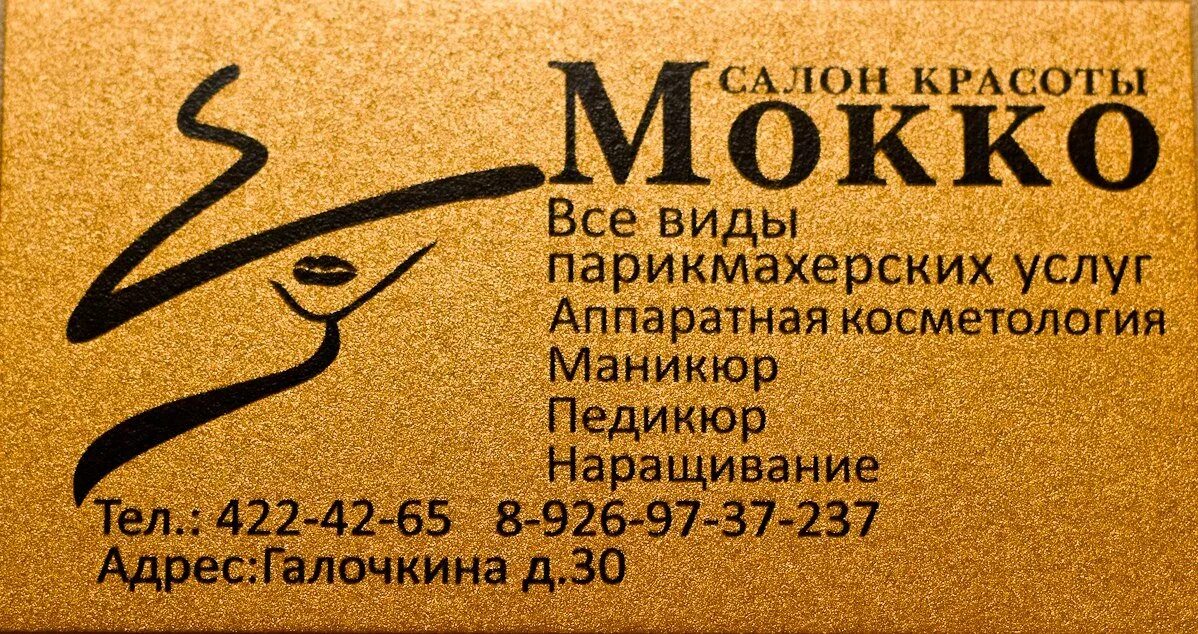 САЛОН КРАСОТЫ
Мокко
Все виды
парикмахерских услуг
Аппаратная косметология
Маникюр
Педикюр
Наращивание
Тел.: 422-42-65 8-926-97-37-237
Адрес:Галочкина д.30